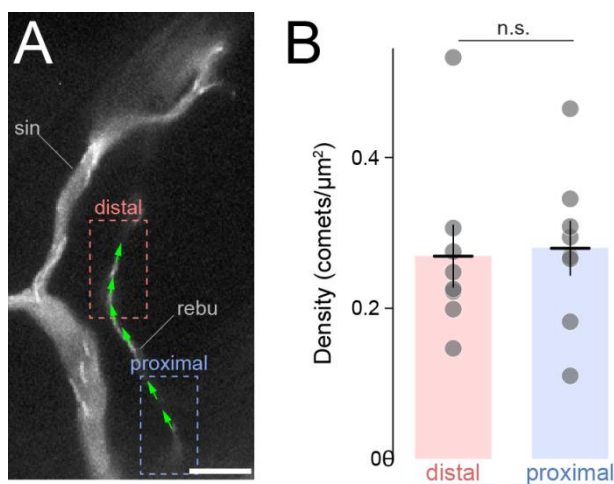 A
sin
distal
rebu
proximal
B
n.s.
Density (comets/µm²)
0.4
0.2
00
distal
proximal